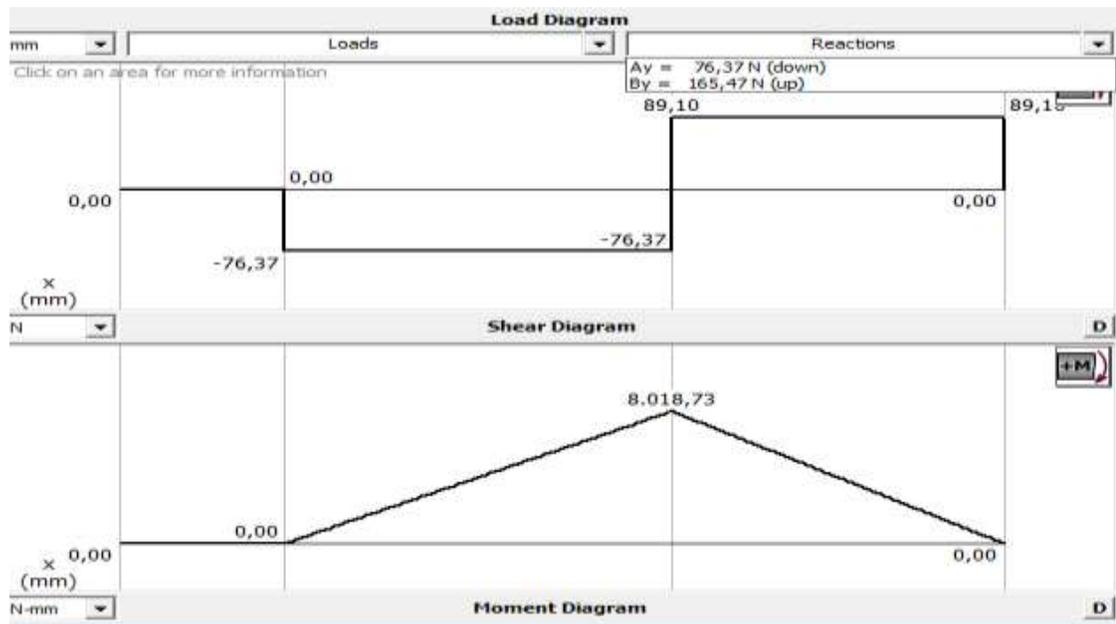 Load Diagram
mm Loads Reactions
Click on an area for more information
Ay = 76,37 N (down)
By = 165,47 N (up)
89,10
0,00
0,00
0,00
-76,37
-76,37
x
(mm)
N Shear Diagram D
+M
8.018,73
0,00
0,00
0,00
x
(mm)
N-mm Moment Diagram D